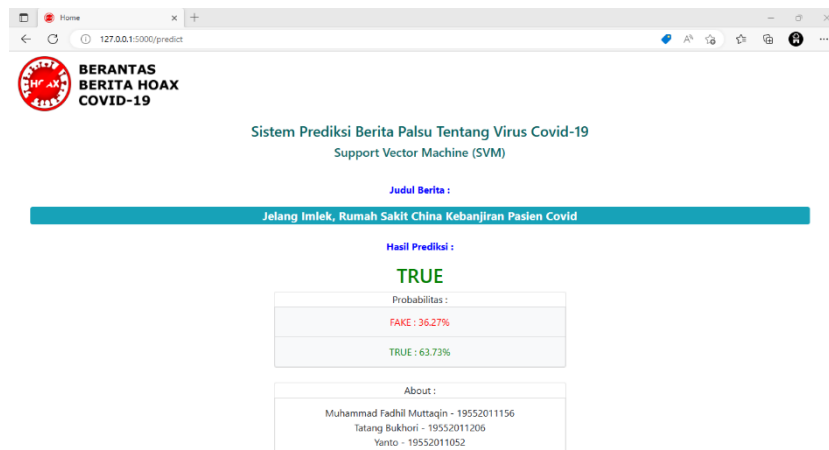 Home
127.0.0.1:5000/predict
HOAX
BERANTAS
BERITA HOAX
COVID-19
Sistem Prediksi Berita Palsu Tentang Virus Covid-19
Support Vector Machine (SVM)
Judul Berita :
Jelang Imlek, Rumah Sakit China Kebanjiran Pasien Covid
Hasil Prediksi :
TRUE
Probabilitas :
FAKE : 36.27%
TRUE : 63.73%
About :
Muhammad Fadhil Muttaqin - 19552011156
Tatang Bukhori - 19552011206
Yanto - 19552011052